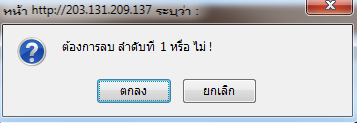 หน้า http://203.131.209.137 ระบุว่า :
ต้องการลบ ลำดับที่ 1 หรือ ไม่ !
ตกลง ยกเลิก